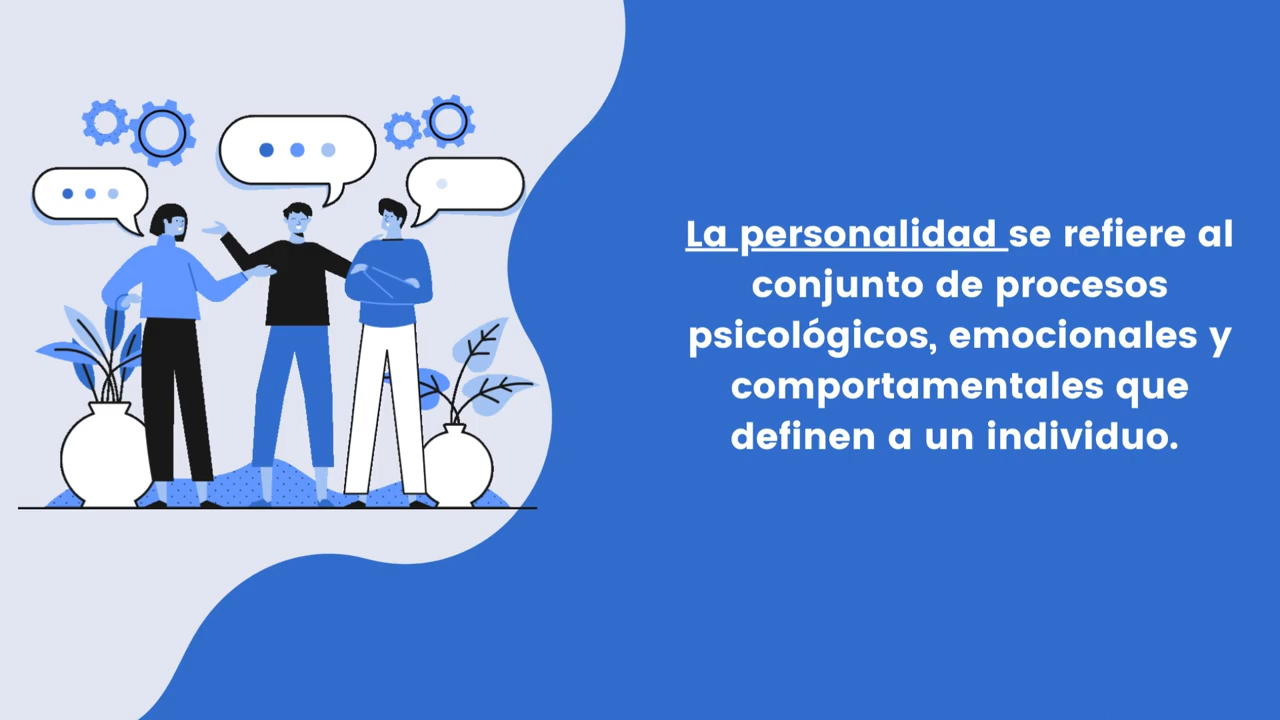 La personalidad se refiere al
conjunto de procesos
psicológicos, emocionales y
comportamentales que
definen a un individuo.